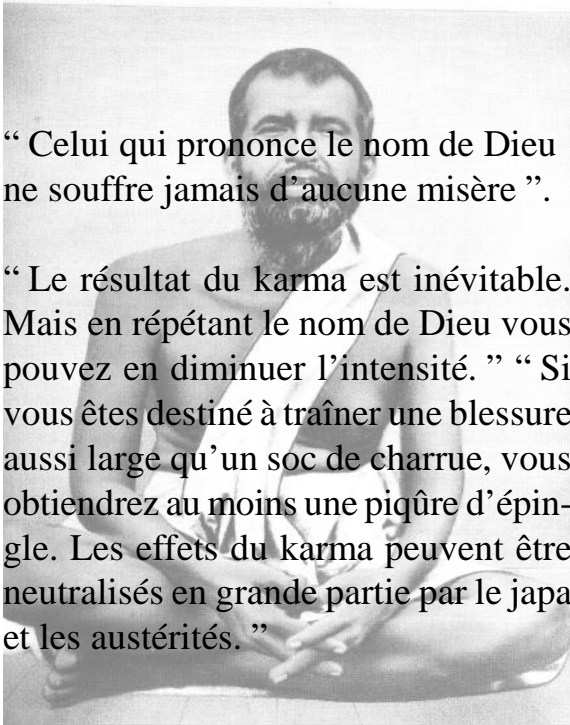 “ Celui qui prononce le nom de Dieu
ne souffre jamais d’aucune misère ”.
“ Le résultat du karma est inévitable.
Mais en répétant le nom de Dieu vous
pouvez en diminuer l’intensité. ” “ Si
vous êtes destiné à traîner une blessure
aussi large qu’un soc de charrue, vous
obtiendrez au moins une piqûre d’épin-
gle. Les effets du karma peuvent être
neutralisés en grande partie par le japa
et les austérités. ”